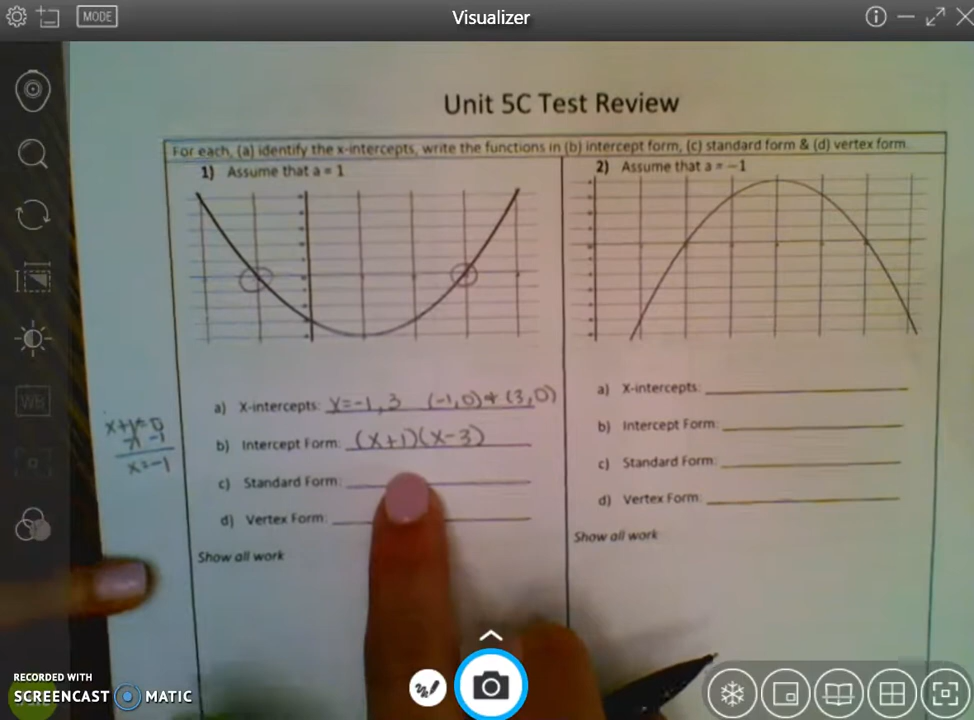 MODE
Visualizer
Unit 5C Test Review
For each, (a) identify the x-intercepts, write the functions in (b) intercept form, (c) standard form & (d) vertex form.
1) Assume that a = 1
2) Assume that a = -1
a) X-intercepts: x=-1, 3 (-1,0)+(3,0)
b) Intercept Form: (x+1)(x-3)
c) Standard Form:
d) Vertex Form:
Show all work
x+1=0
-1 -1
x=-1
a) X-intercepts:
b) Intercept Form:
c) Standard Form:
d) Vertex Form:
Show all work
WB
RECORDED WITH
SCREENCAST MATIC